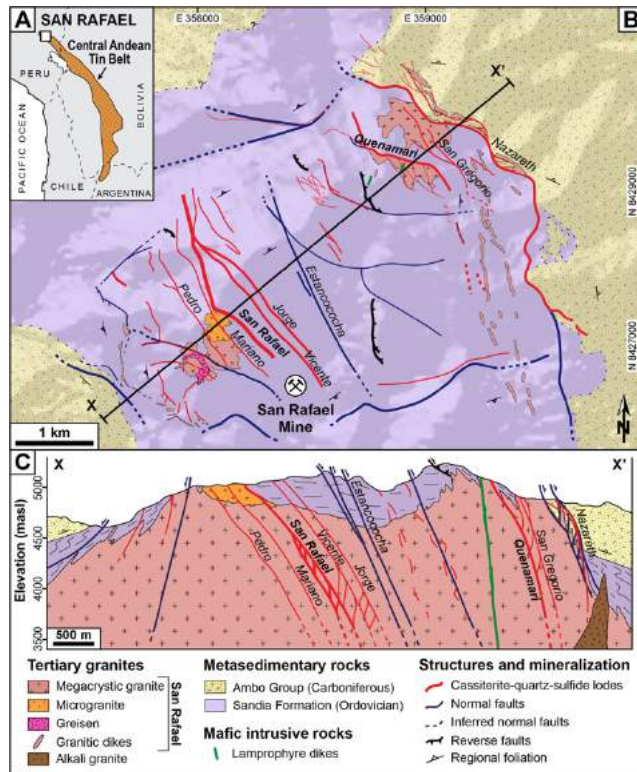 A
SAN RAFAEL
Central Andean
Tin Belt
PERU
BOLIVIA
PACIFIC OCEAN
CHILE
ARGENTINA
E 356000
E 359000
B
X'
?
Quenamari
San Gregorio
Nazareth
N 8429000
Estancococha
Pedro
San Rafael
Jorge
Mariano
Vicente
N 8427000
X
San Rafael
Mine
1 km
N
C
X
X'
Elevation (masl)
5000
4500
4000
3500
Pedro
San Rafael
Mariano
Vicente
Jorge
Estancococha
Quenamari
San Gregorio
Nazareth
500 m
Tertiary granites
Megacrystic granite
Microgranite
Greisen
Granitic dikes
San Rafael
Alkali granite
Metasedimentary rocks
Ambo Group (Carboniferous)
Sandia Formation (Ordovician)
Mafic intrusive rocks
Lamprophyre dikes
Structures and mineralization
Cassiterite-quartz-sulfide lodes
Normal faults
Inferred normal faults
Reverse faults
Regional foliation